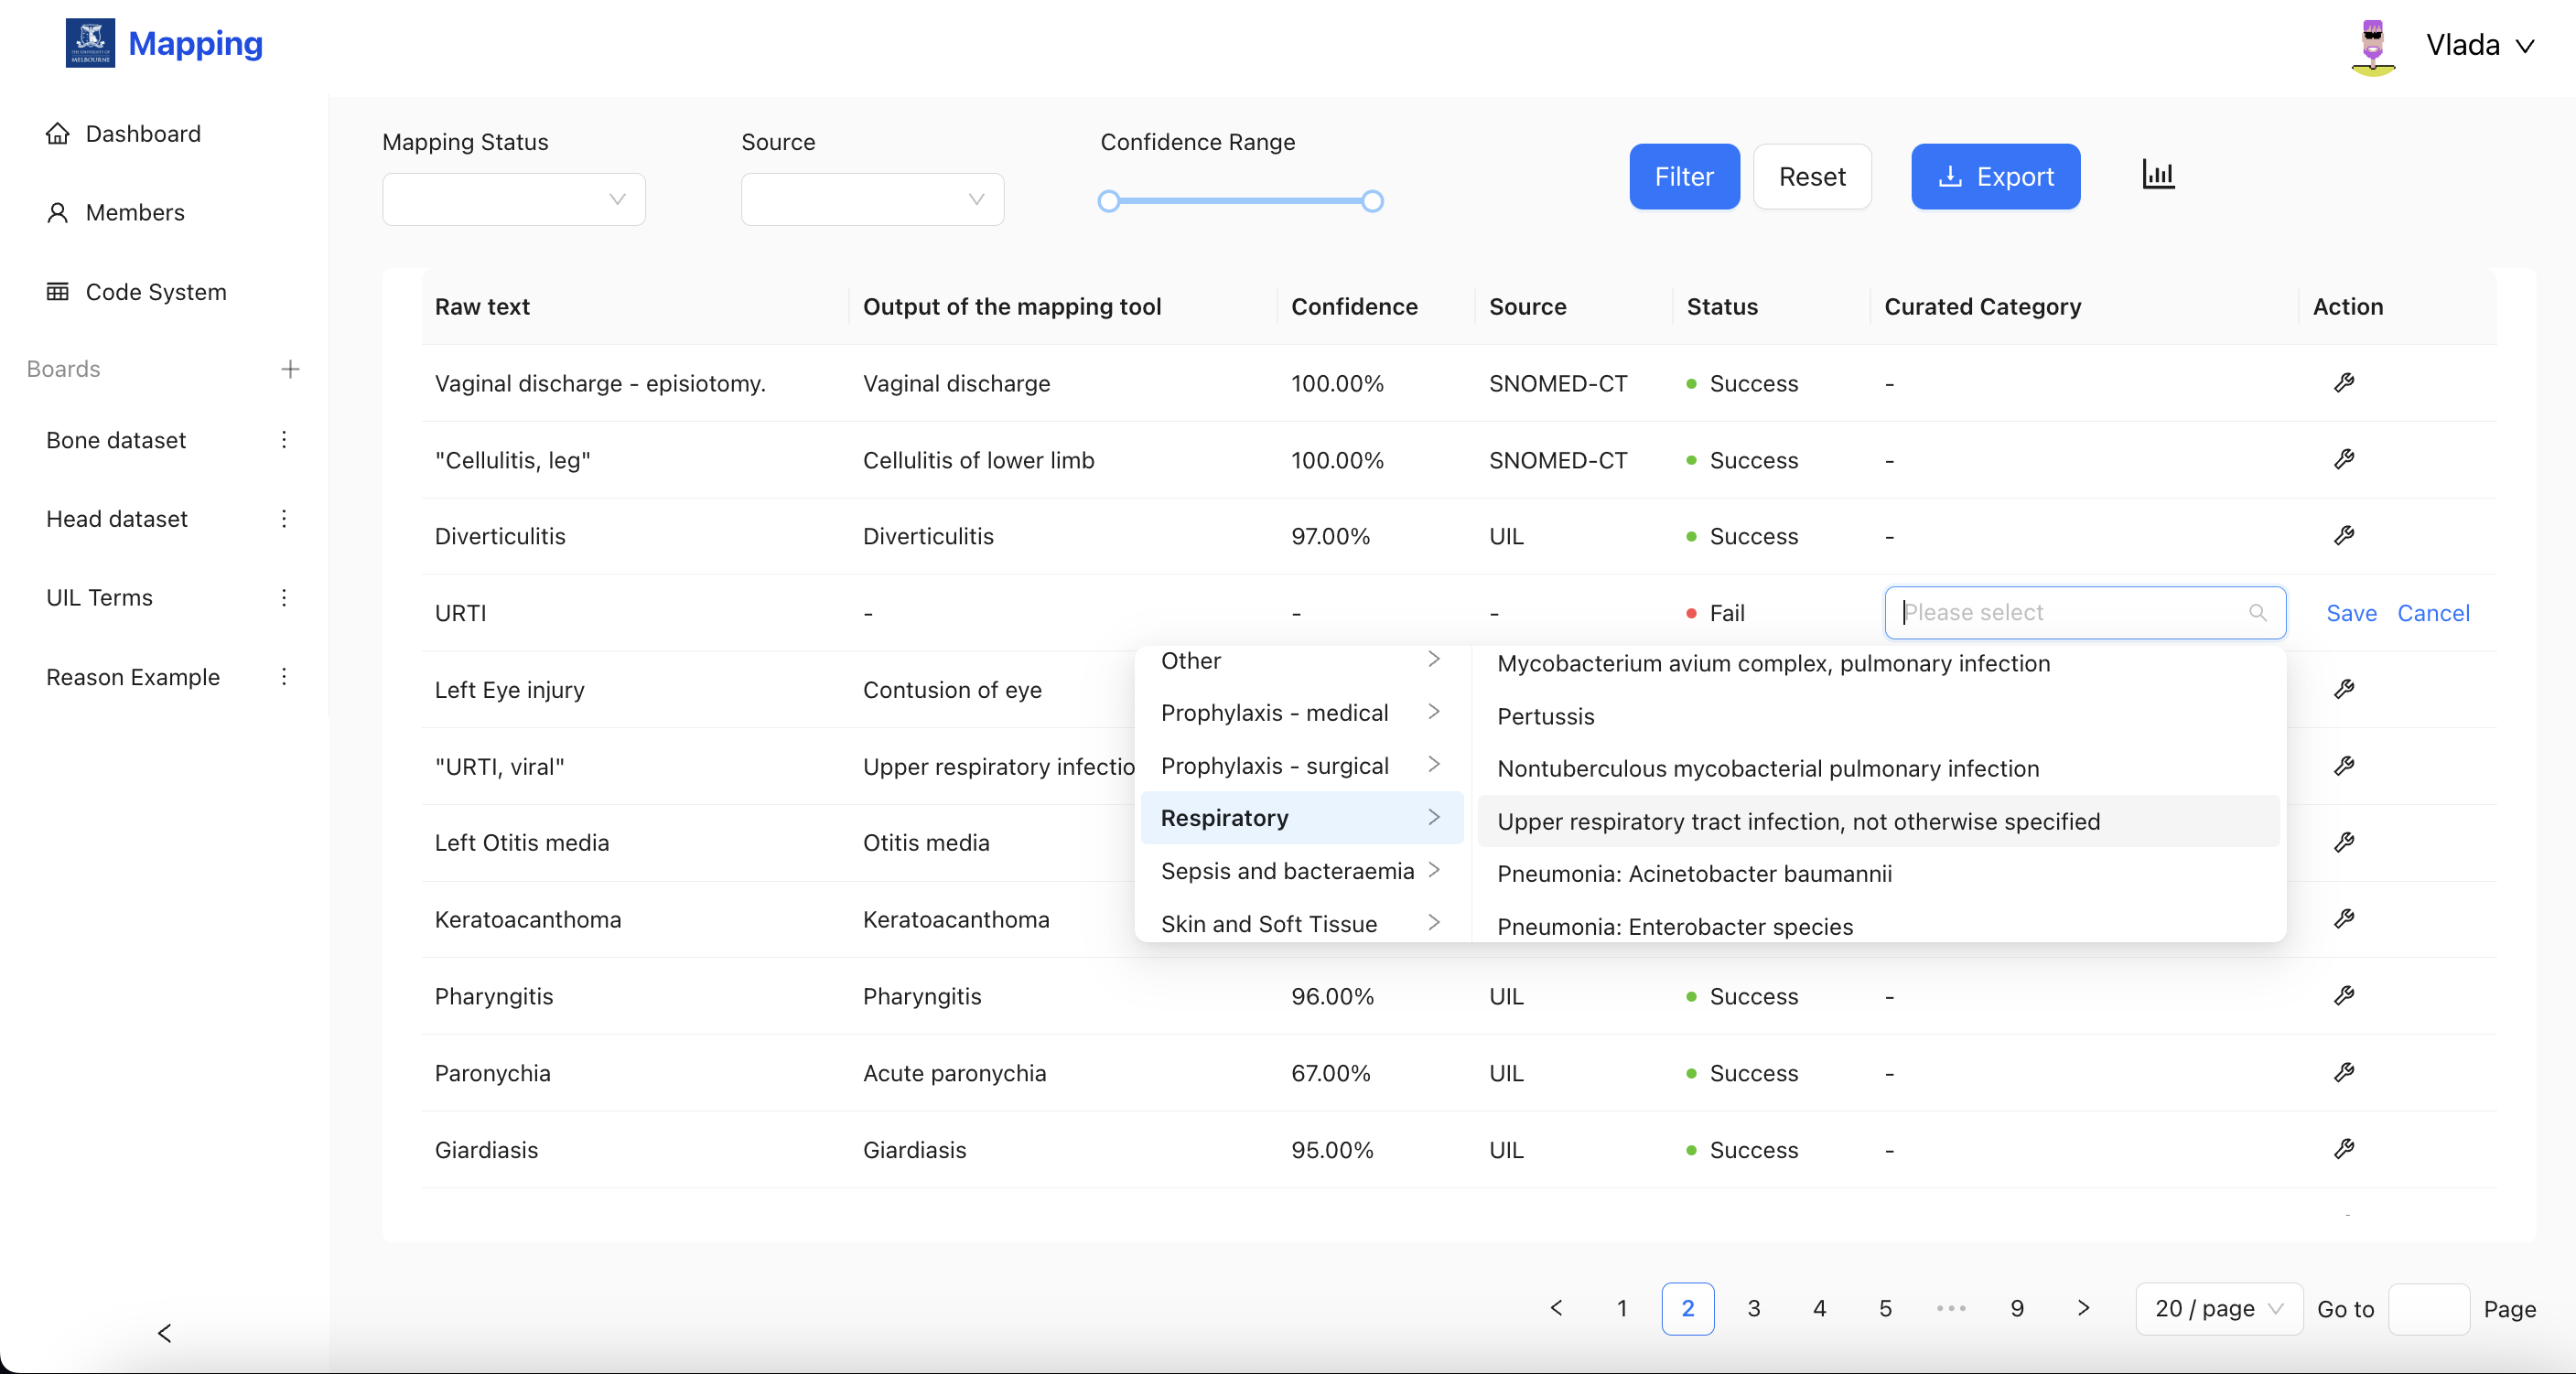 THE UNIVERSITY OF
MELBOURNE
Mapping
Vlada
Dashboard
Members
Code System
Boards
Bone dataset
Head dataset
UIL Terms
Reason Example
Mapping Status Source Confidence Range
Filter Reset Export
Raw text Output of the mapping tool Confidence Source Status Curated Category Action
Vaginal discharge - episiotomy. Vaginal discharge 100.00% SNOMED-CT Success -
"Cellulitis, leg" Cellulitis of lower limb 100.00% SNOMED-CT Success -
Diverticulitis Diverticulitis 97.00% UIL Success -
URTI - - - Fail Please select Save Cancel
Left Eye injury Contusion of eye
"URTI, viral" Upper respiratory infectio
Left Otitis media Otitis media
Keratoacanthoma Keratoacanthoma
Other
Prophylaxis - medical
Prophylaxis - surgical
Respiratory
Sepsis and bacteraemia
Skin and Soft Tissue
Mycobacterium avium complex, pulmonary infection
Pertussis
Nontuberculous mycobacterial pulmonary infection
Upper respiratory tract infection, not otherwise specified
Pneumonia: Acinetobacter baumannii
Pneumonia: Enterobacter species
Pharyngitis Pharyngitis 96.00% UIL Success -
Paronychia Acute paronychia 67.00% UIL Success -
Giardiasis Giardiasis 95.00% UIL Success -
< 1 2 3 4 5 ••• 9 > 20 / page Go to Page